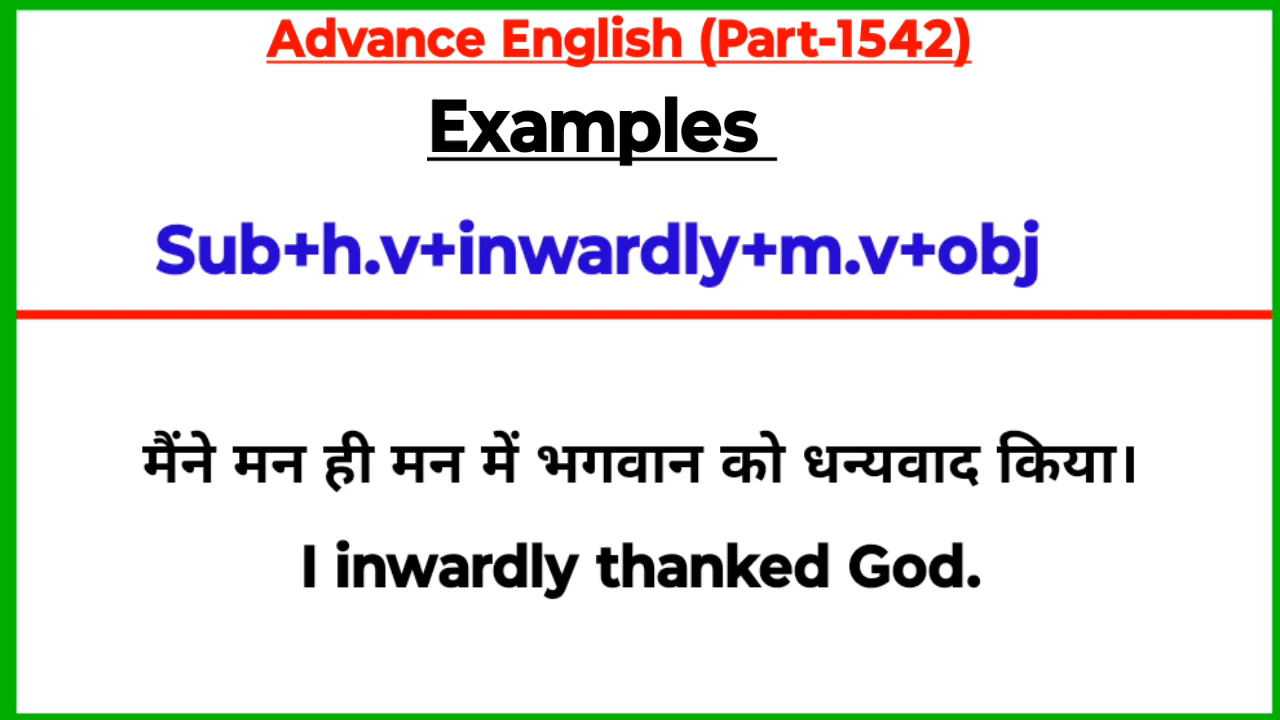 Advance English (Part-1542)
Examples
Sub+h.v+inwardly+m.v+obj
मैंने मन ही मन में भगवान को धन्यवाद किया।
I inwardly thanked God.